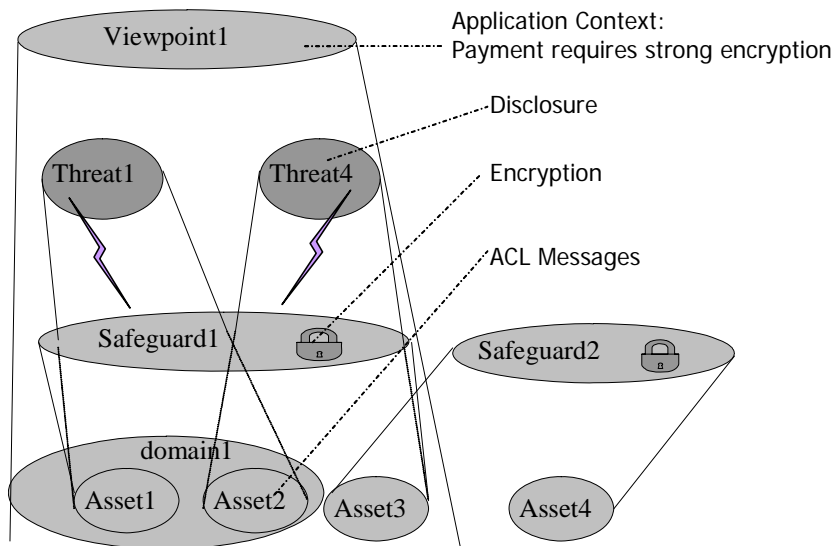 Viewpoint1
Application Context:
Payment requires strong encryption
Disclosure
Threat1
Threat4
Encryption
ACL Messages
Safeguard1
Safeguard2
domain1
Asset1
Asset2
Asset3
Asset4